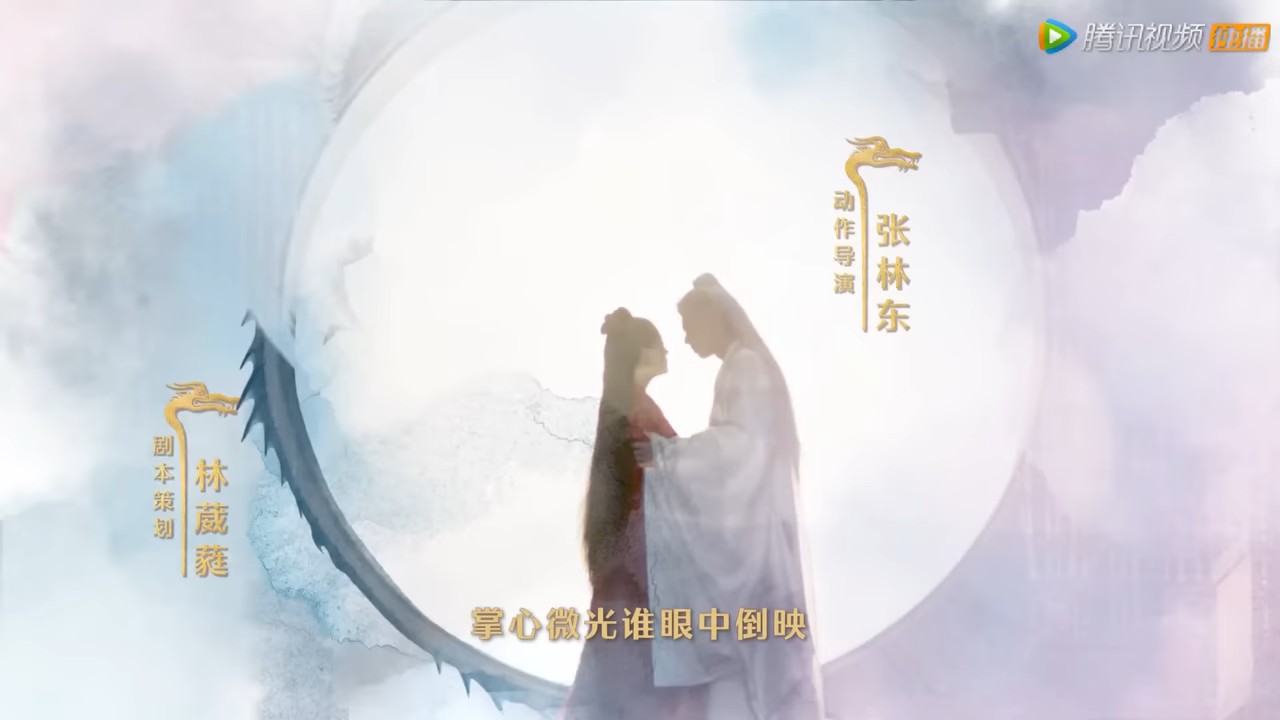 腾讯视频 独播
动作导演
张林东
剧本策划
林葳蕤
掌心微光谁眼中倒映